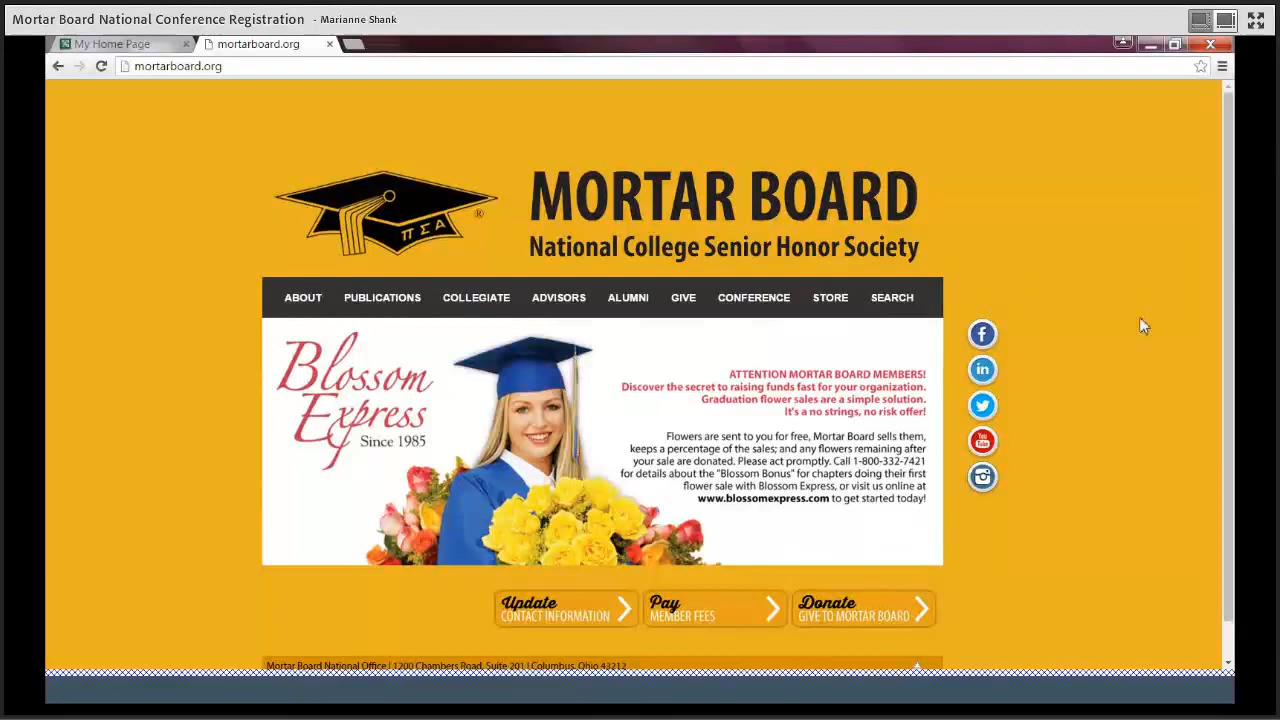 Mortar Board National Conference Registration - Marianne Shank
My Home Page
mortarboard.org
mortarboard.org
ΠΣΑ
®
MORTAR BOARD
National College Senior Honor Society
ABOUT PUBLICATIONS COLLEGIATE ADVISORS ALUMNI GIVE CONFERENCE STORE SEARCH
Blossom
Express
Since 1985
ATTENTION MORTAR BOARD MEMBERS!
Discover the secret to raising funds fast for your organization.
Graduation flower sales are a simple solution.
It's a no strings, no risk offer!
Flowers are sent to you for free, Mortar Board sells them,
keeps a percentage of the sales; and any flowers remaining after
your sale are donated. Please act promptly. Call 1-800-332-7421
for details about the "Blossom Bonus" for chapters doing their first
flower sale with Blossom Express, or visit us online at
www.blossomexpress.com to get started today!
f
in
You
Tube
Update
CONTACT INFORMATION
Pay
MEMBER FEES
Donate
GIVE TO MORTAR BOARD
Mortar Board National Office | 1200 Chambers Road, Suite 201 | Columbus, Ohio 43212